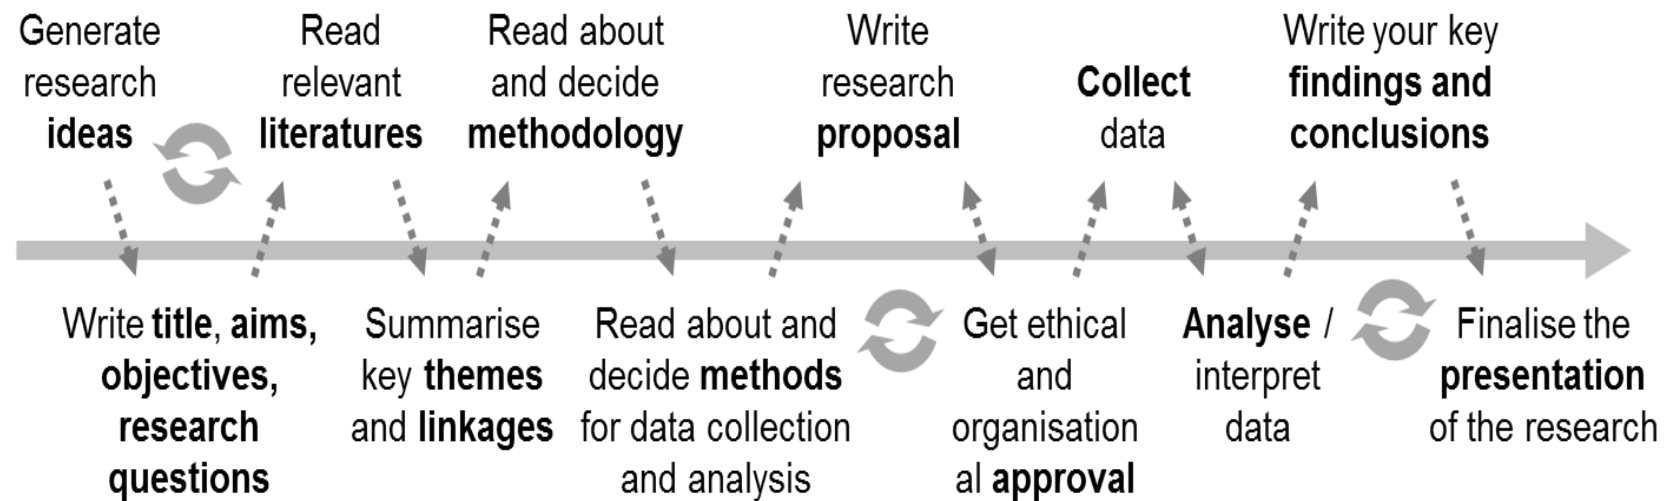 Generate
research
ideas
Read
relevant
literatures
Read about
and decide
methodology
Write
research
proposal
Collect
data
Write your key
findings and
conclusions
Write title, aims,
objectives,
research
questions
Summarise
key themes
and linkages
Read about and
decide methods
for data collection
and analysis
Get ethical
and
organisation
al approval
Analyse /
interpret
data
Finalise the
presentation
of the research